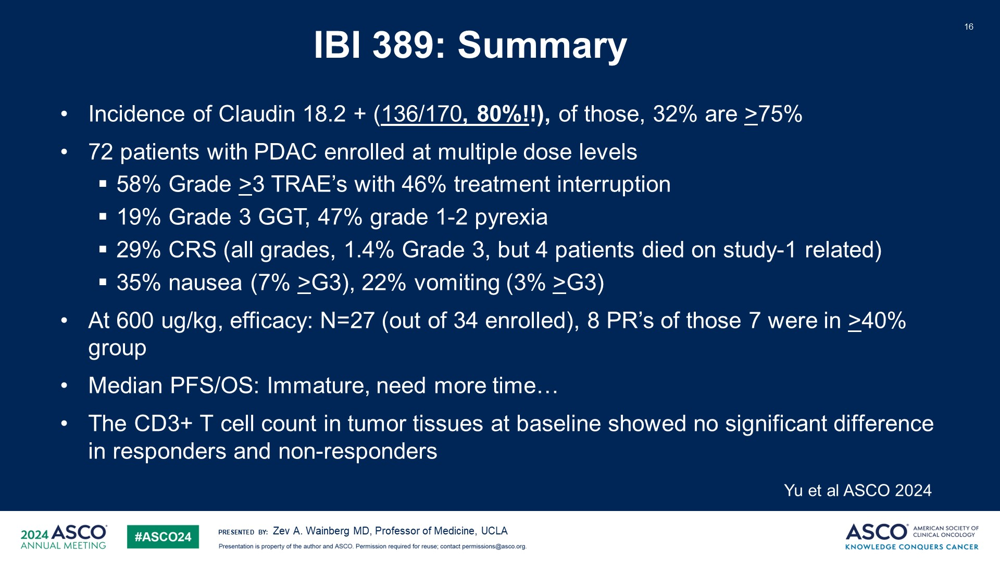 16
IBI 389: Summary
• Incidence of Claudin 18.2 + (136/170, 80%!!), of those, 32% are >75%
• 72 patients with PDAC enrolled at multiple dose levels
▪ 58% Grade >3 TRAE’s with 46% treatment interruption
▪ 19% Grade 3 GGT, 47% grade 1-2 pyrexia
▪ 29% CRS (all grades, 1.4% Grade 3, but 4 patients died on study-1 related)
▪ 35% nausea (7% >G3), 22% vomiting (3% >G3)
• At 600 ug/kg, efficacy: N=27 (out of 34 enrolled), 8 PR’s of those 7 were in >40%
group
• Median PFS/OS: Immature, need more time…
• The CD3+ T cell count in tumor tissues at baseline showed no significant difference
in responders and non-responders
Yu et al ASCO 2024
2024 ASCO
ANNUAL MEETING
#ASCO24
PRESENTED BY: Zev A. Wainberg MD, Professor of Medicine, UCLA
Presentation is property of the author and ASCO. Permission required for reuse; contact permissions@asco.org.
ASCO AMERICAN SOCIETY OF
CLINICAL ONCOLOGY
KNOWLEDGE CONQUERS CANCER